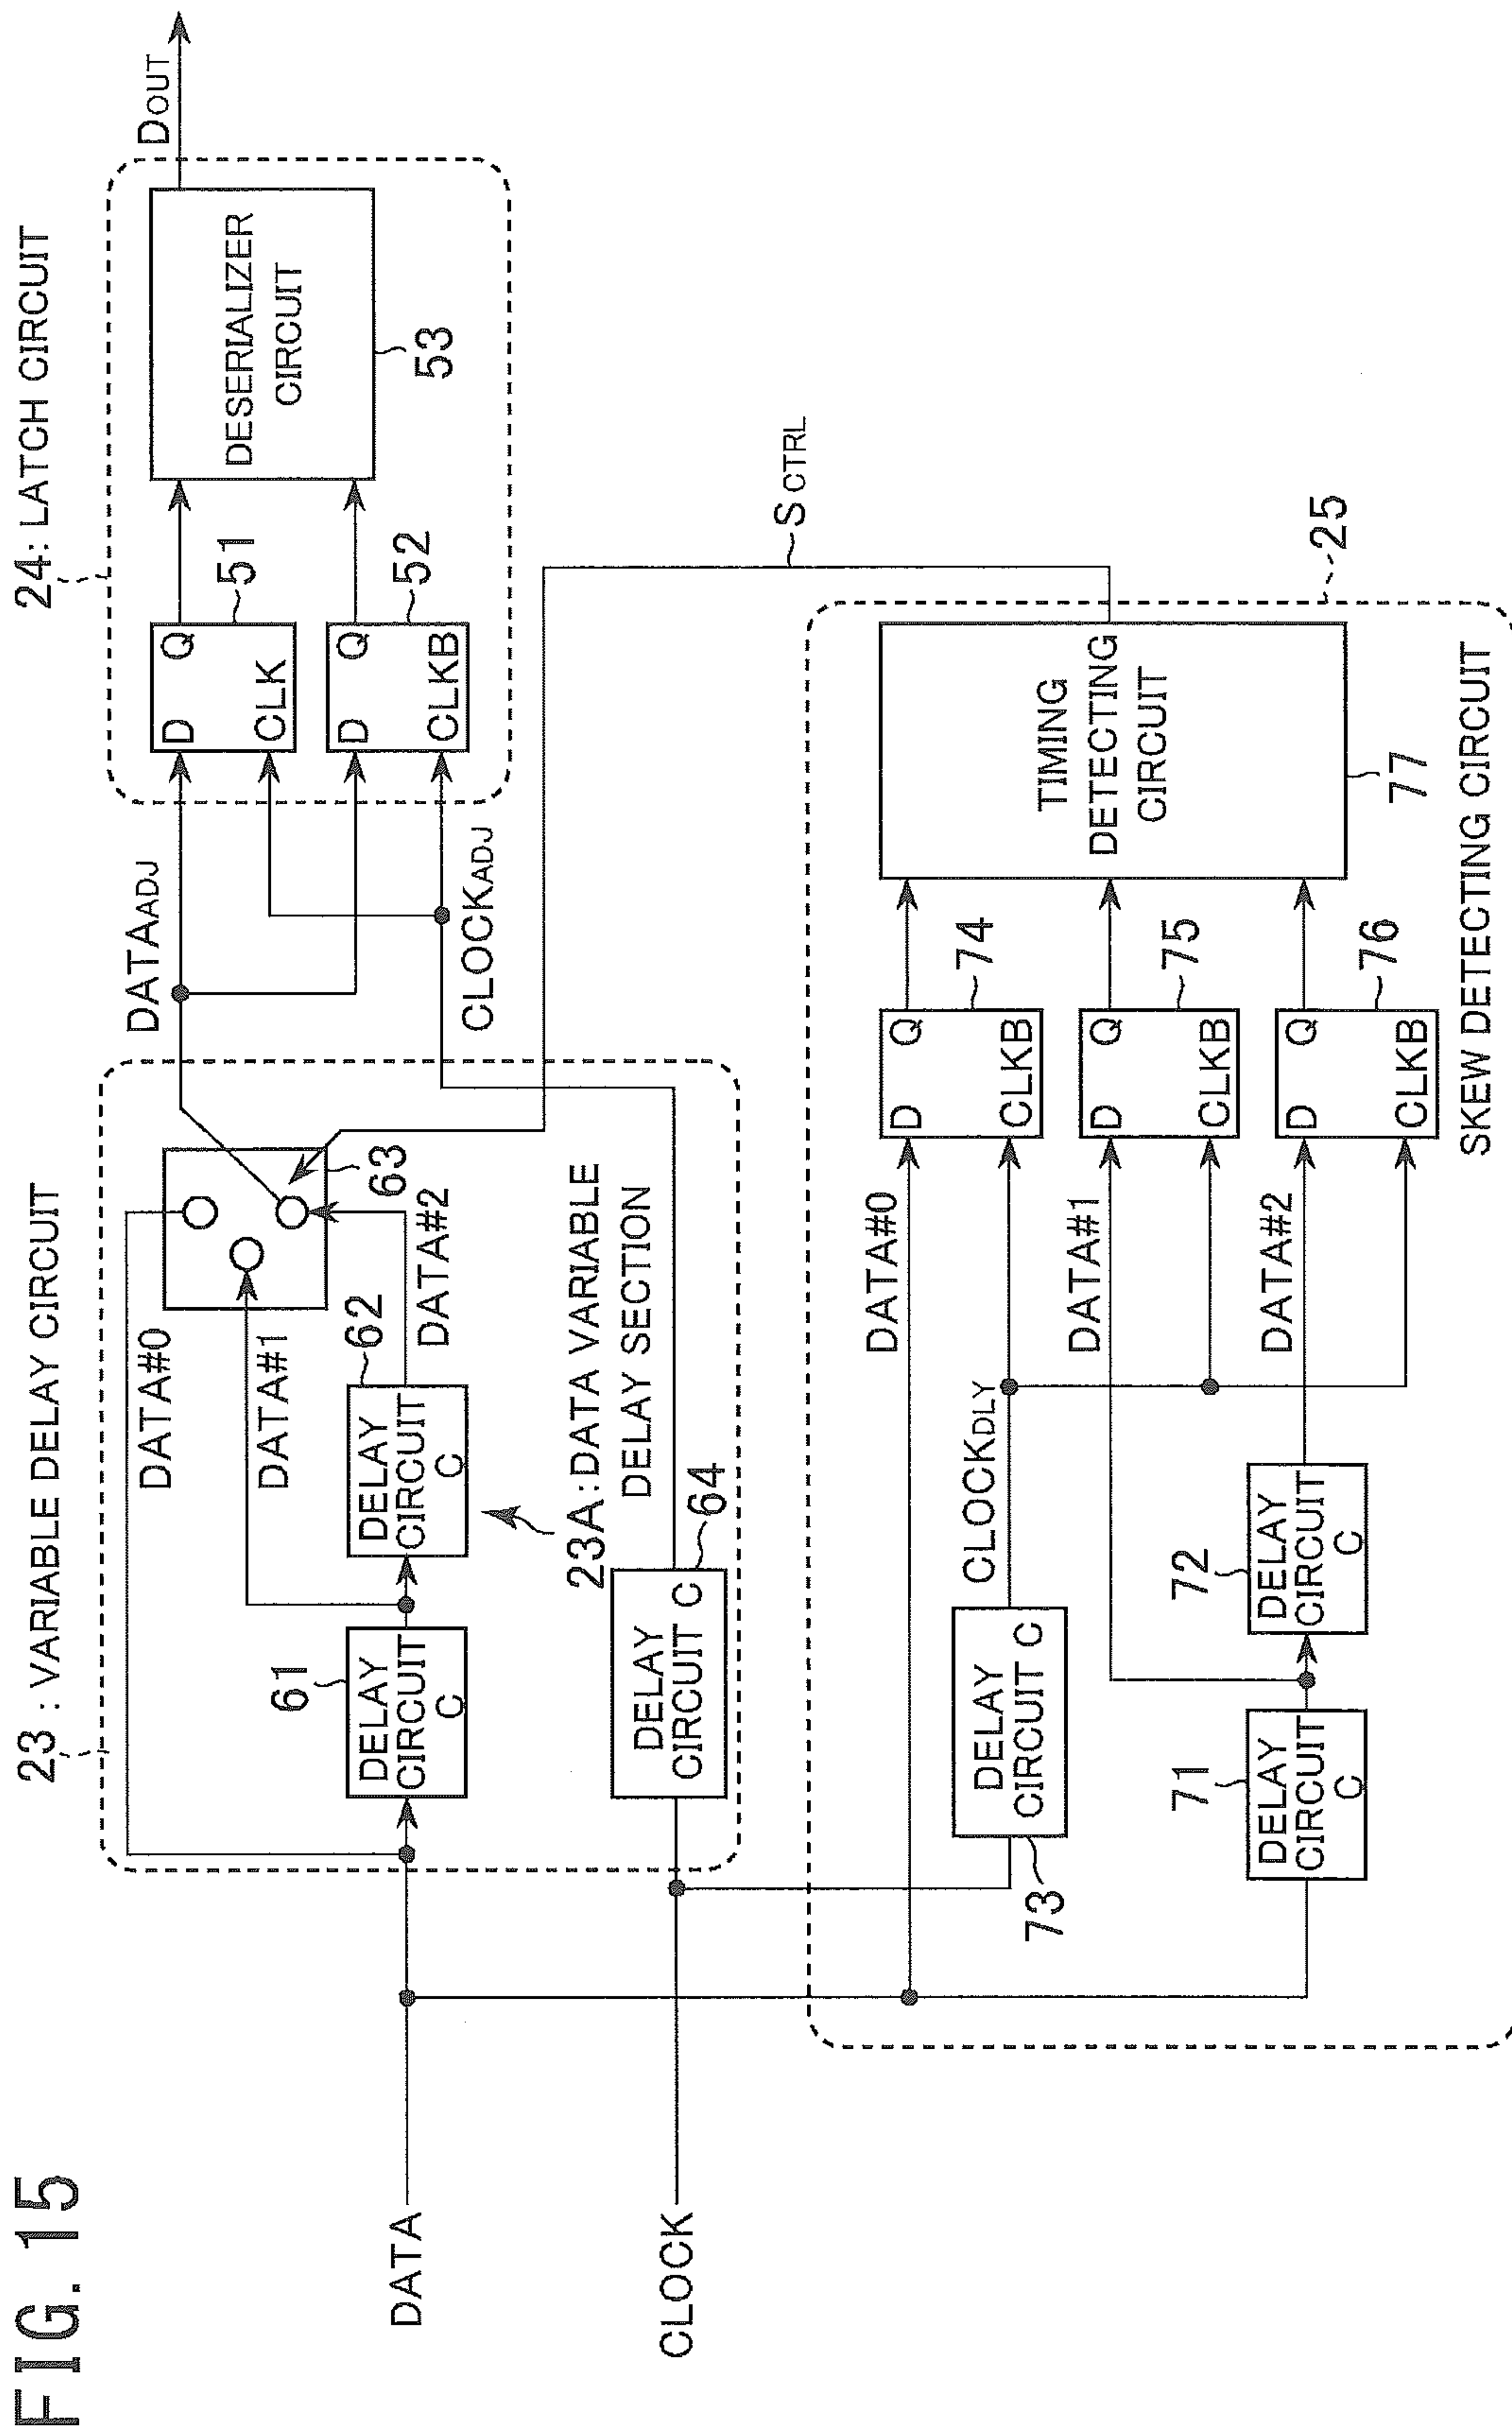 FIG. 15
23 : VARIABLE DELAY CIRCUIT
24: LATCH CIRCUIT
DATA
CLOCK
DATA#0
DATA#1
DATA#2
61
DELAY
CIRCUIT
C
62
DELAY
CIRCUIT
C
63
23A : DATA VARIABLE
DELAY SECTION
DELAY
CIRCUIT C
64
DATAADJ
CLOCKADJ
D Q
CLK
51
D Q
CLKB
52
DESERIALIZER
CIRCUIT
53
DOUT
SCTRL
DATA#0
CLOCKDLY
DELAY
CIRCUIT C
73
DATA#1
DATA#2
71
DELAY
CIRCUIT
C
72
DELAY
CIRCUIT
C
D Q
CLKB
74
D Q
CLKB
75
D Q
CLKB
76
TIMING
DETECTING
CIRCUIT
77
25
SKEW DETECTING CIRCUIT